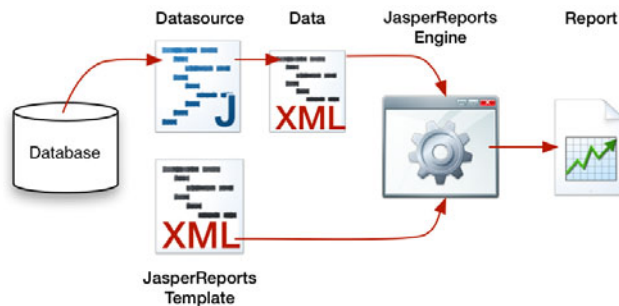 Datasource
Data
JasperReports
Engine
Report
J
XML
Database
XML
JasperReports
Template